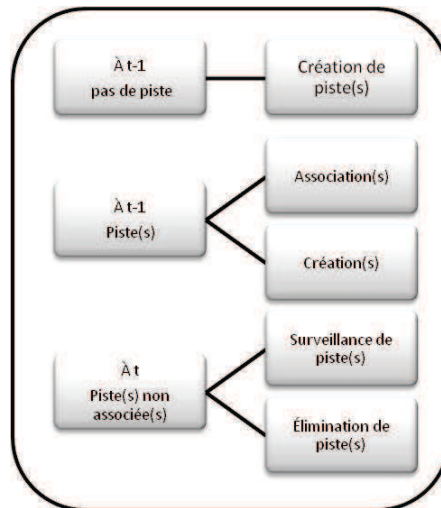 À t-1
pas de piste
Création de
piste(s)
À t-1
Piste(s)
Association(s)
Création(s)
À t
Piste(s) non
associée(s)
Surveillance de
piste(s)
Élimination de
piste(s)